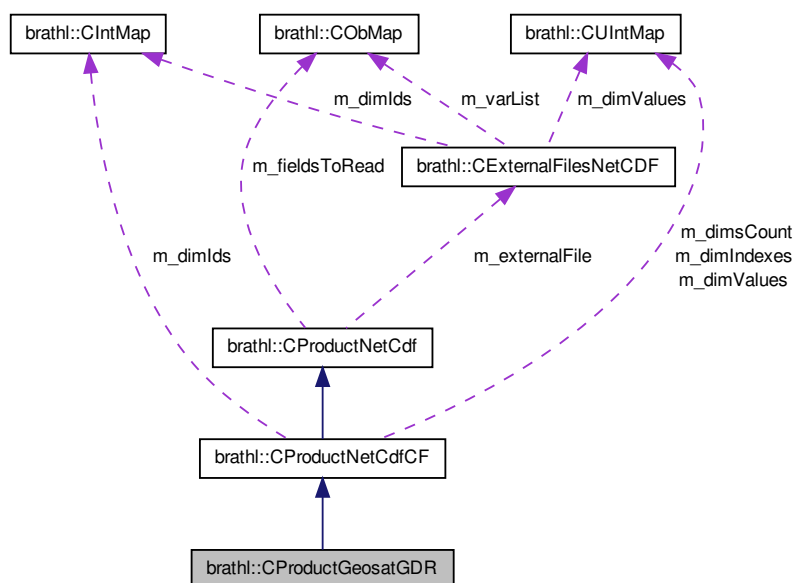 brathl::CIntMap
brathl::CObMap
brathl::CUIntMap
m_dimIds
m_varList
m_dimValues
m_fieldsToRead
brathl::CExternalFilesNetCDF
m_dimIds
m_externalFile
m_dimsCount
m_dimIndexes
m_dimValues
brathl::CProductNetCdf
brathl::CProductNetCdfCF
brathl::CProductGeosatGDR